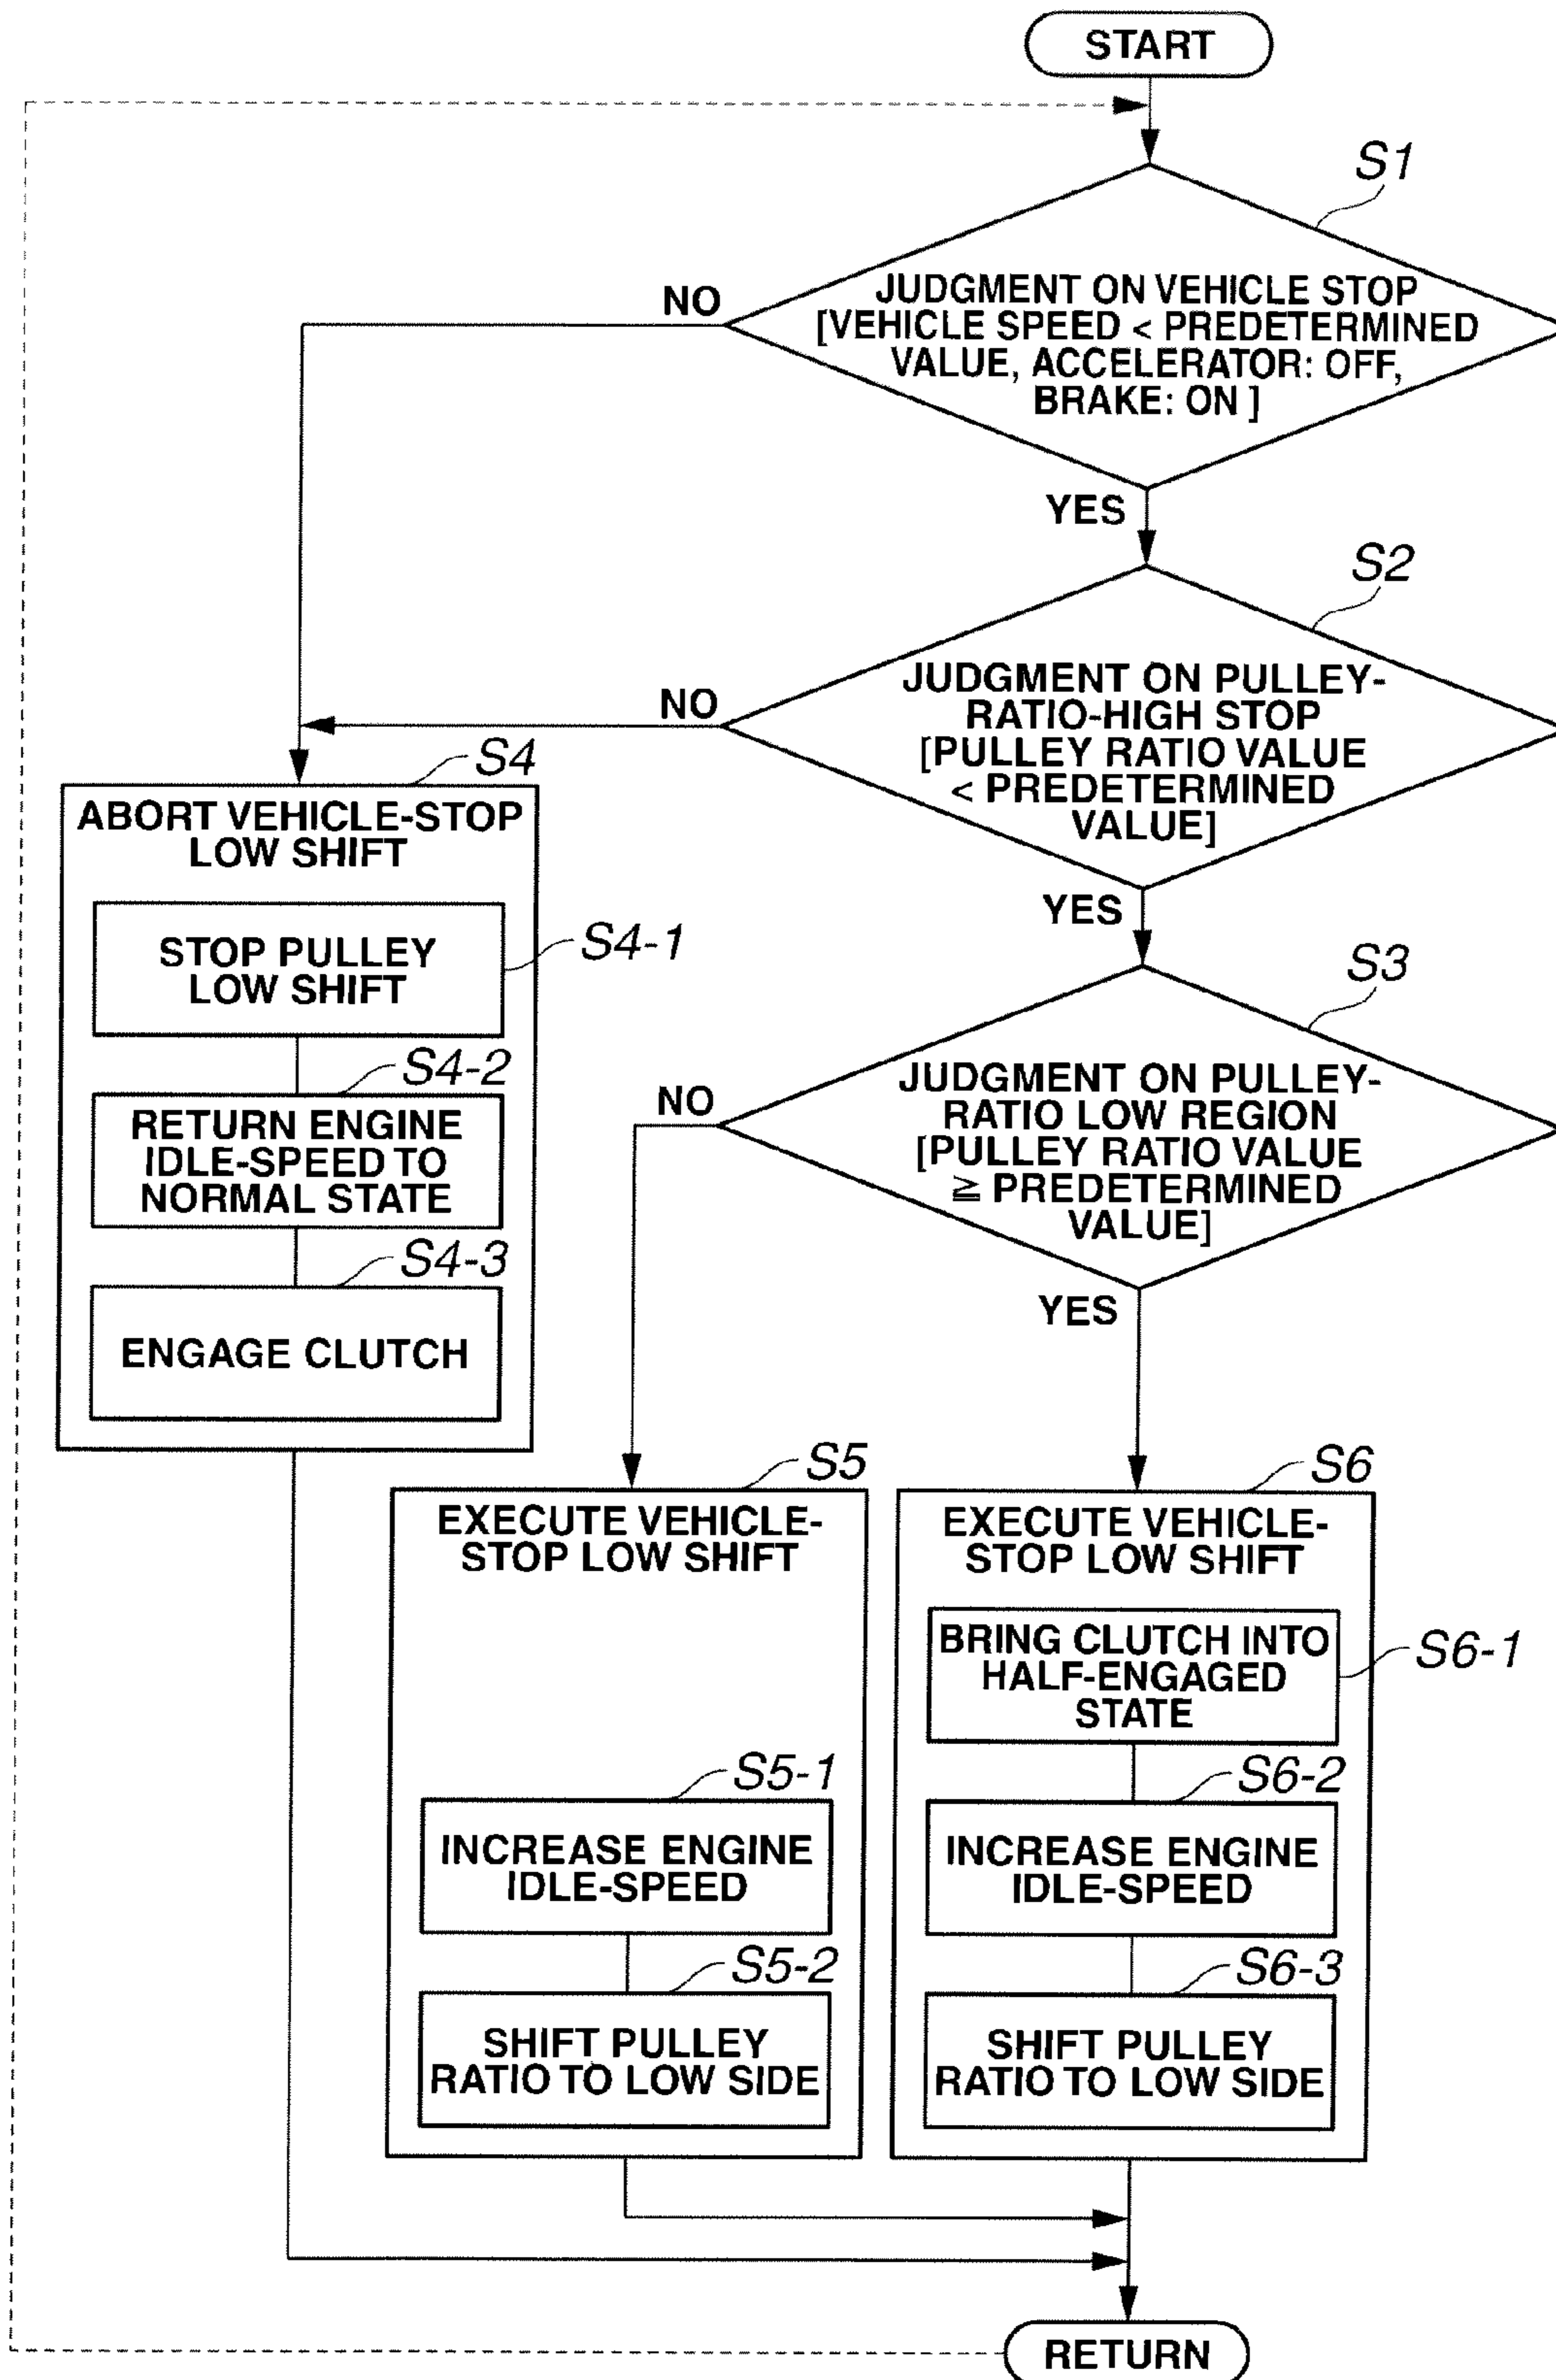 START
S1
JUDGMENT ON VEHICLE STOP
[VEHICLE SPEED < PREDETERMINED
VALUE, ACCELERATOR: OFF,
BRAKE: ON ]
NO
YES
S2
JUDGMENT ON PULLEY-
RATIO-HIGH STOP
[PULLEY RATIO VALUE
< PREDETERMINED
VALUE]
NO
YES
S3
JUDGMENT ON PULLEY-
RATIO LOW REGION
[PULLEY RATIO VALUE
≧ PREDETERMINED
VALUE]
NO
YES
S4
ABORT VEHICLE-STOP
LOW SHIFT
STOP PULLEY
LOW SHIFT
S4-1
S4-2
RETURN ENGINE
IDLE-SPEED TO
NORMAL STATE
S4-3
ENGAGE CLUTCH
S5
EXECUTE VEHICLE-
STOP LOW SHIFT
S5-1
INCREASE ENGINE
IDLE-SPEED
S5-2
SHIFT PULLEY
RATIO TO LOW SIDE
S6
EXECUTE VEHICLE-
STOP LOW SHIFT
BRING CLUTCH INTO
HALF-ENGAGED
STATE
S6-1
S6-2
INCREASE ENGINE
IDLE-SPEED
S6-3
SHIFT PULLEY
RATIO TO LOW SIDE
RETURN